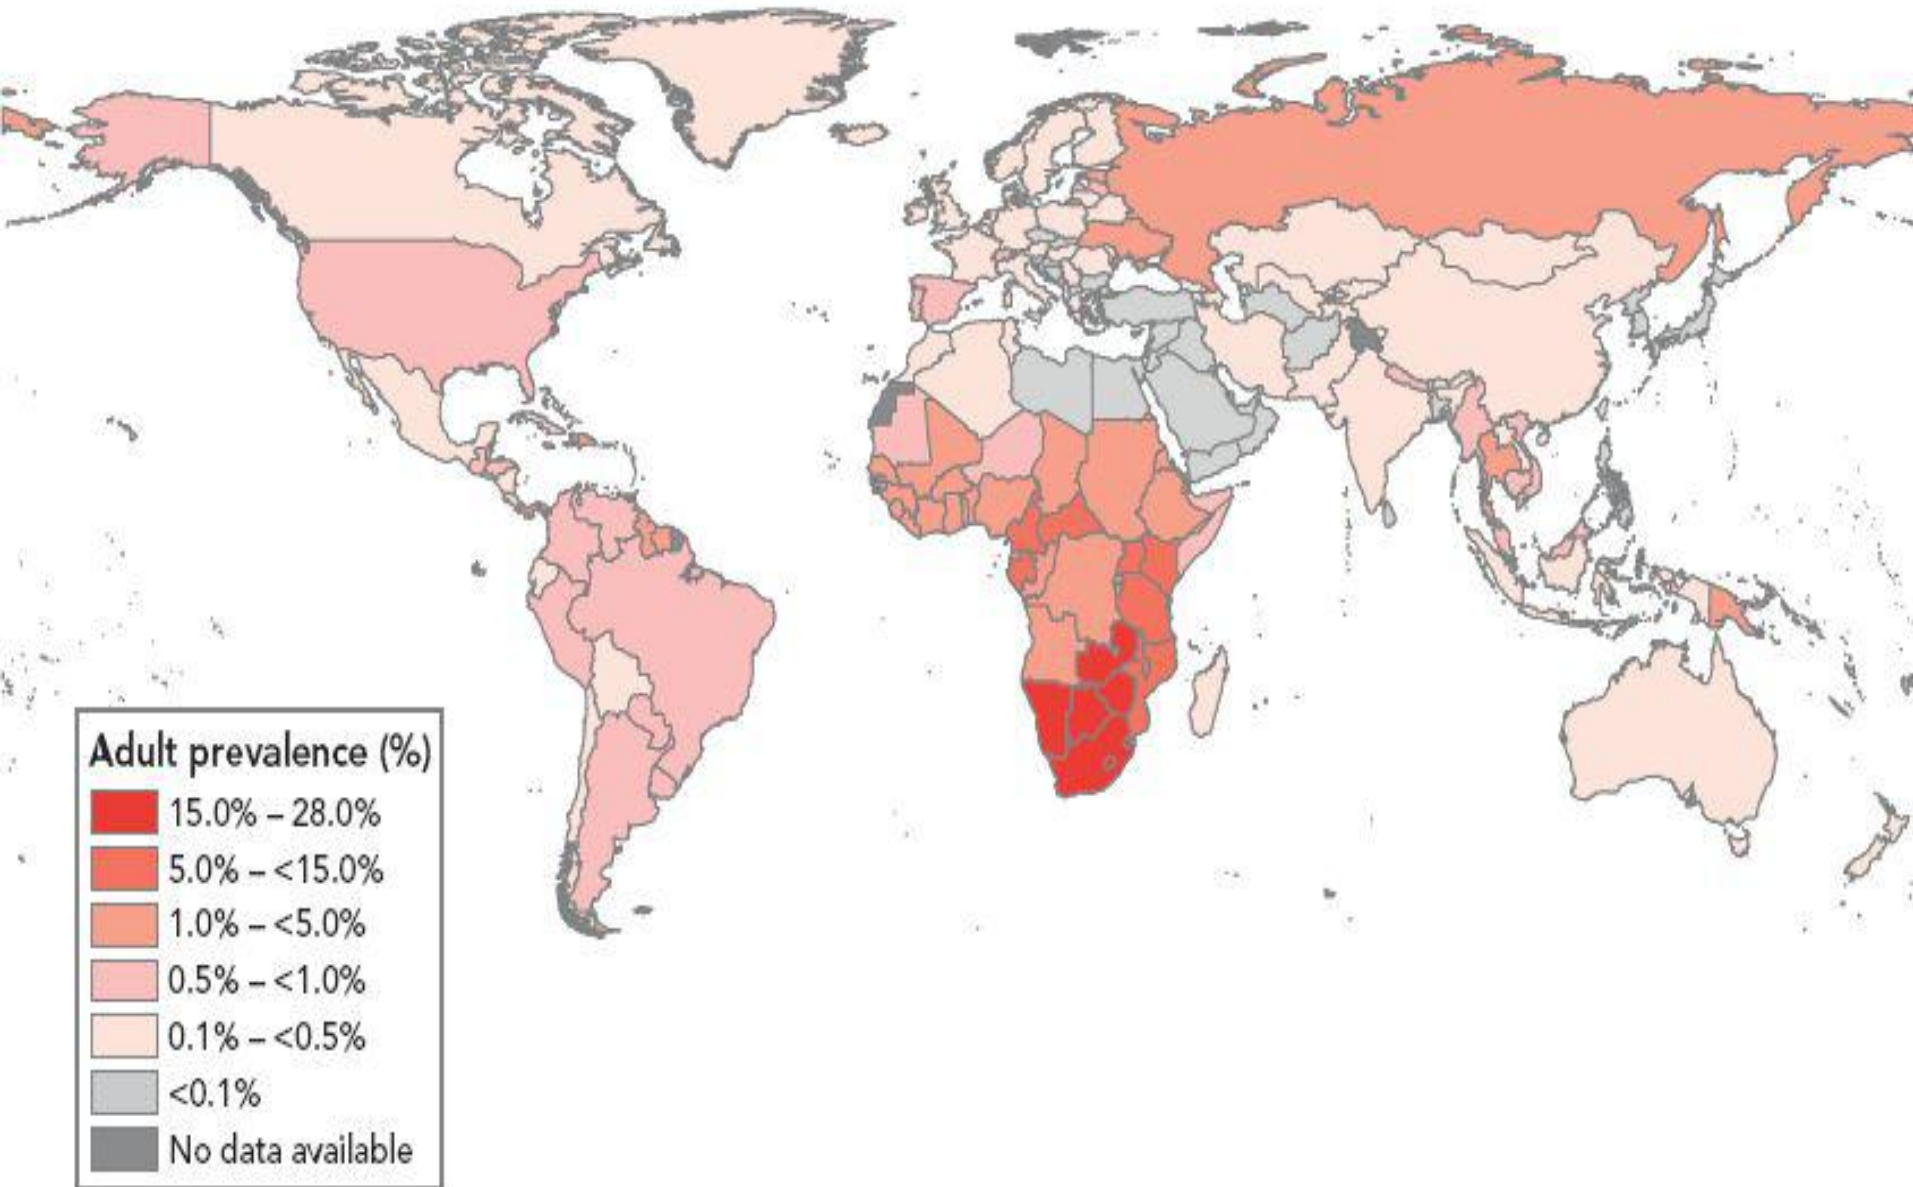 Adult prevalence (%)
15.0% – 28.0%
5.0% – <15.0%
1.0% – <5.0%
0.5% – <1.0%
0.1% – <0.5%
<0.1%
No data available